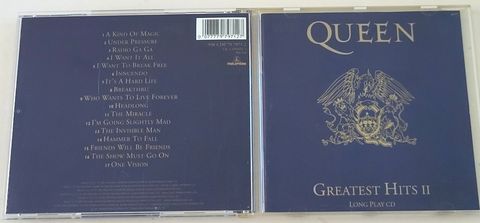 1 A KIND OF MAGIC
2 UNDER PRESSURE
3 RADIO GA GA
4 I WANT IT ALL
5 I WANT TO BREAK FREE
6 INNUENDO
7 IT'S A HARD LIFE
8 BREAKTHRU
9 WHO WANTS TO LIVE FOREVER
10 HEADLONG
11 THE MIRACLE
12 I'M GOING SLIGHTLY MAD
13 THE INVISIBLE MAN
14 HAMMER TO FALL
15 FRIENDS WILL BE FRIENDS
16 THE SHOW MUST GO ON
17 ONE VISION
QUEEN
GREATEST HITS II
LONG PLAY CD